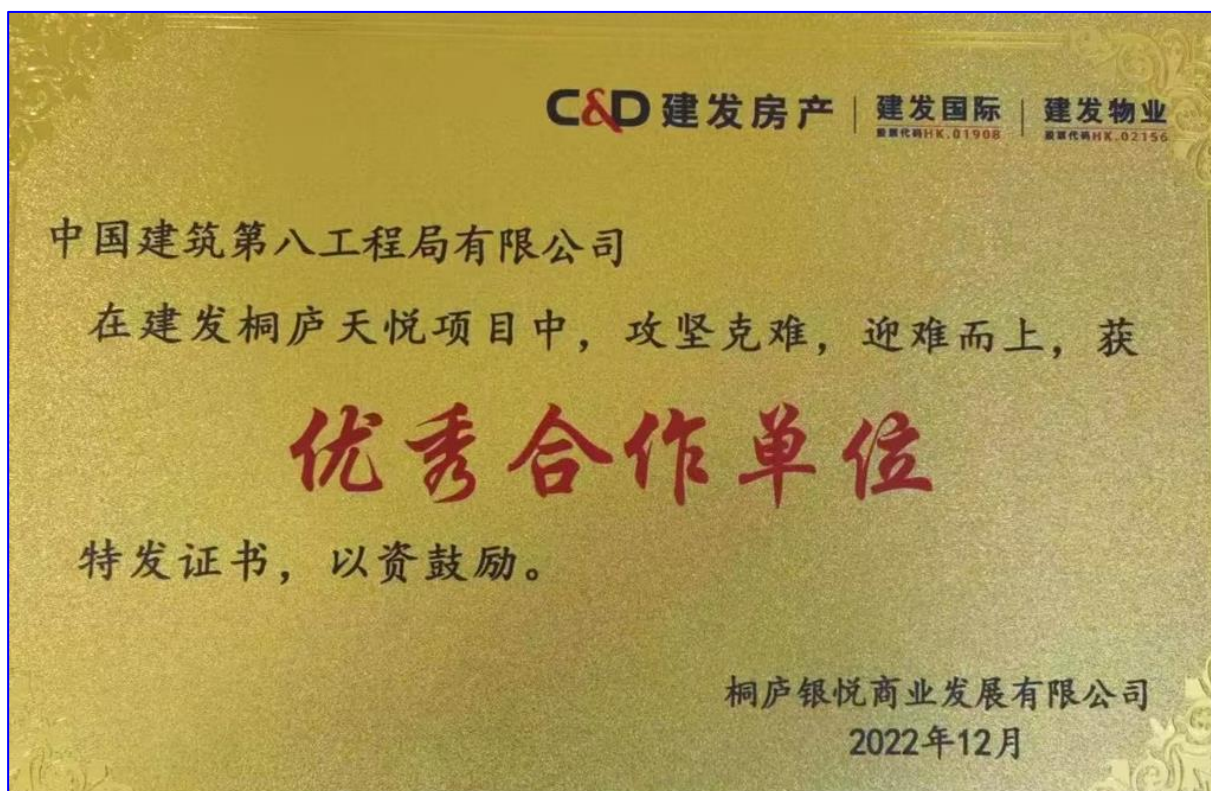 C&D 建发房产 | 建发国际 | 建发物业
股票代码HK.01908 股票代码HK.02156
中国建筑第八工程局有限公司
在建发桐庐天悦项目中，攻坚克难，迎难而上，获
优秀合作单位
特发证书，以资鼓励。
桐庐银悦商业发展有限公司
2022年12月